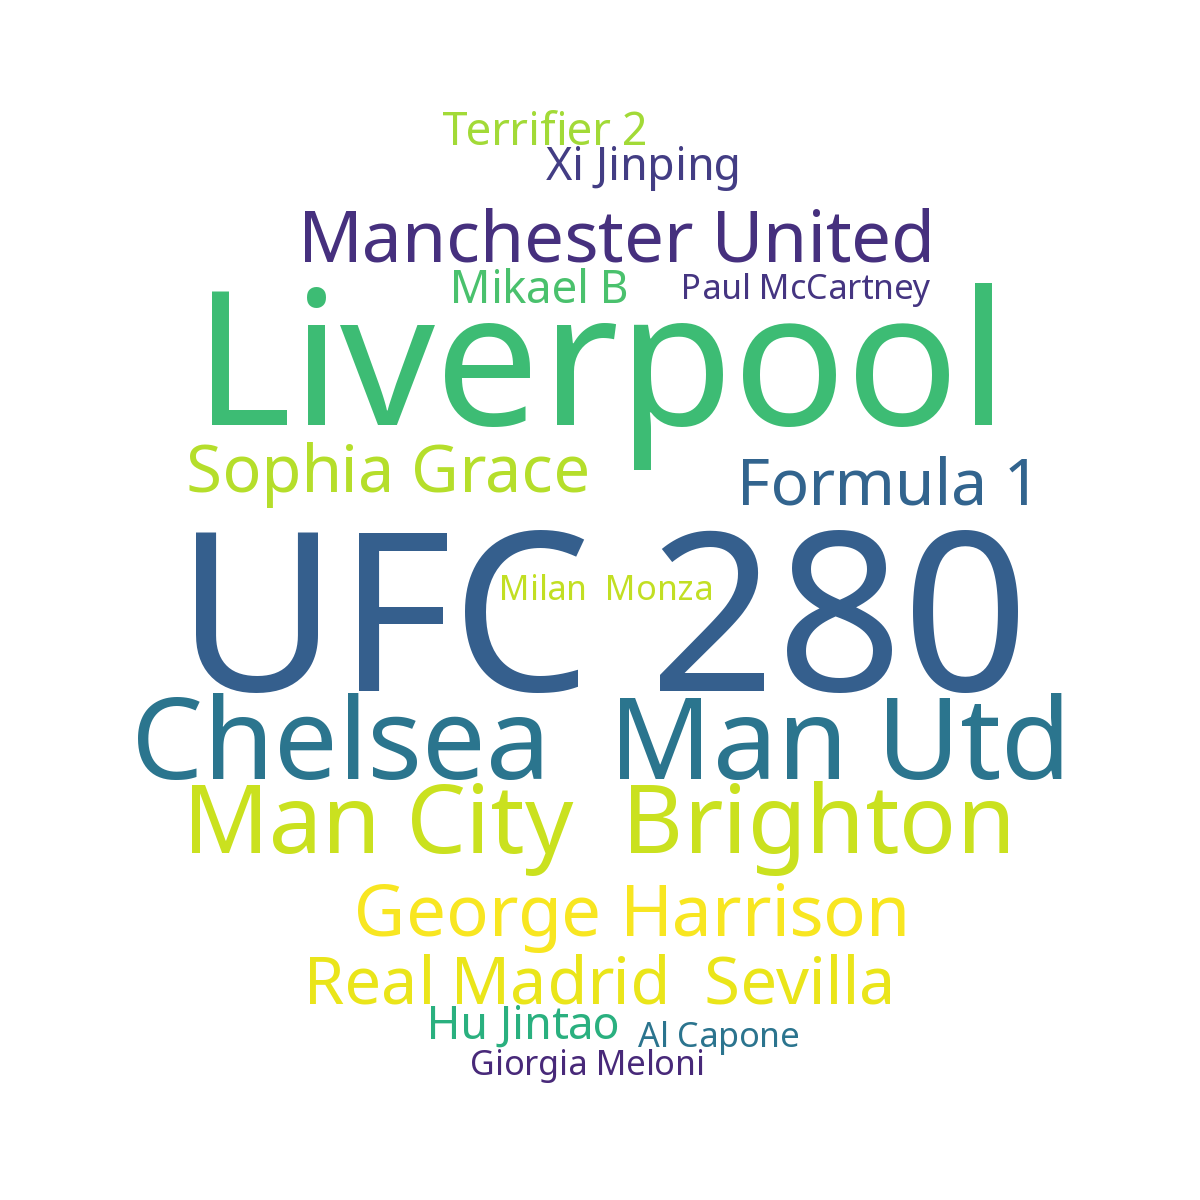 Terrifier 2
Xi Jinping
Manchester United
Mikael B
Paul McCartney
Liverpool
Sophia Grace
Formula 1
UFC 280
Milan Monza
Chelsea Man Utd
Man City Brighton
George Harrison
Real Madrid Sevilla
Hu Jintao
Al Capone
Giorgia Meloni